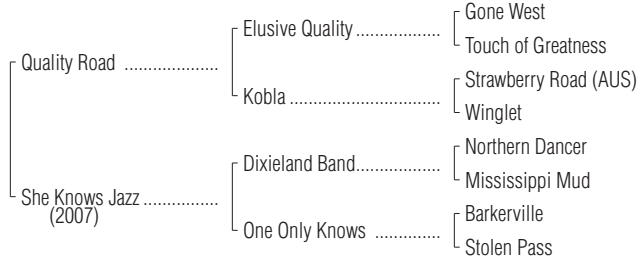 Gone West
Elusive Quality ..................
Touch of Greatness
Quality Road ....................
Strawberry Road (AUS)
Kobla ................................
Winglet
Northern Dancer
Dixieland Band..................
Mississippi Mud
She Knows Jazz ................
(2007)
Barkerville
One Only Knows ..............
Stolen Pass